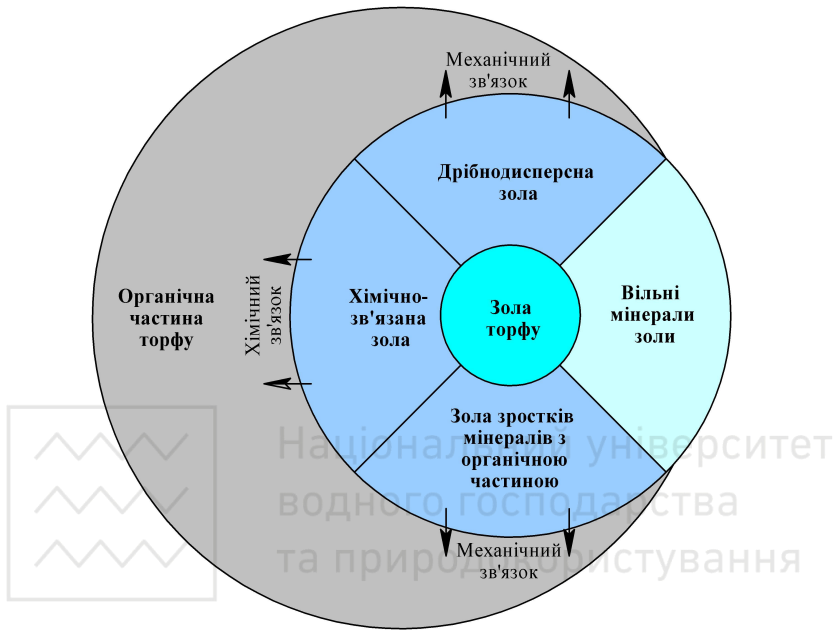 Механічний
зв'язок
Дрібнодисперсна
зола
Органічна
частина
торфу
Хімічний
зв'язок
Хімічно-
зв'язана
зола
Зола
торфу
Вільні
мінерали
золи
Зола зростків
мінералів з
органічною
частиною
Механічний
зв'язок
Національний університет
водного господарства
та природокористування